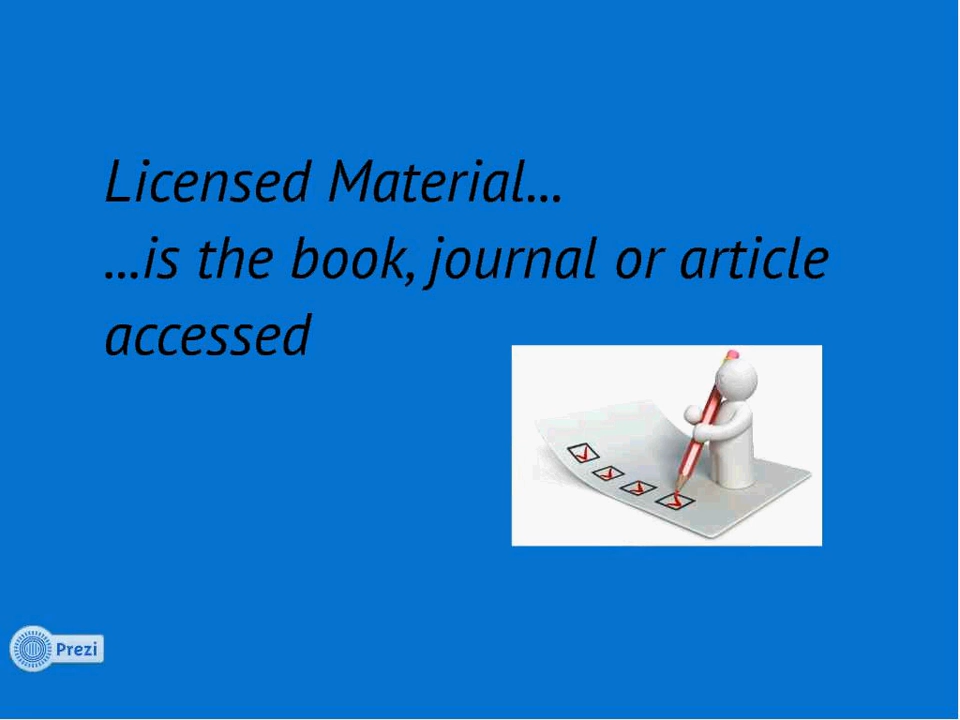 Licensed Material...
...is the book, journal or article
accessed
Prezi